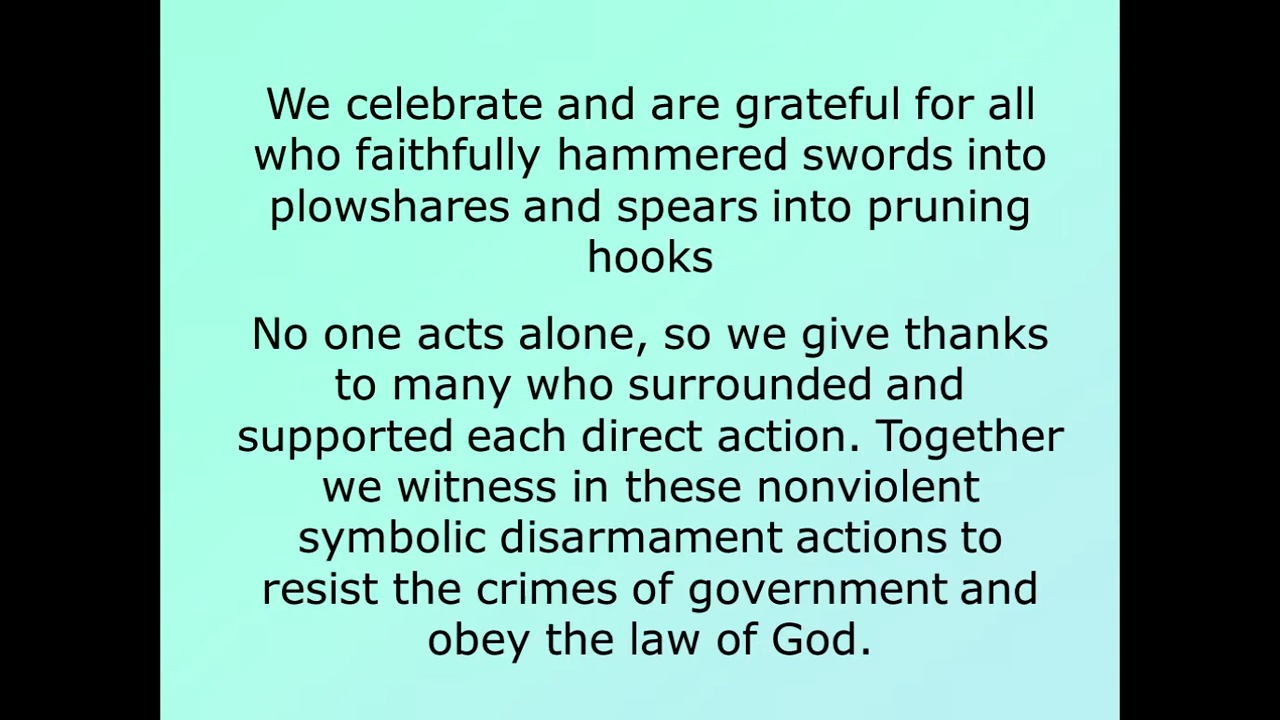 We celebrate and are grateful for all
who faithfully hammered swords into
plowshares and spears into pruning
hooks
No one acts alone, so we give thanks
to many who surrounded and
supported each direct action. Together
we witness in these nonviolent
symbolic disarmament actions to
resist the crimes of government and
obey the law of God.